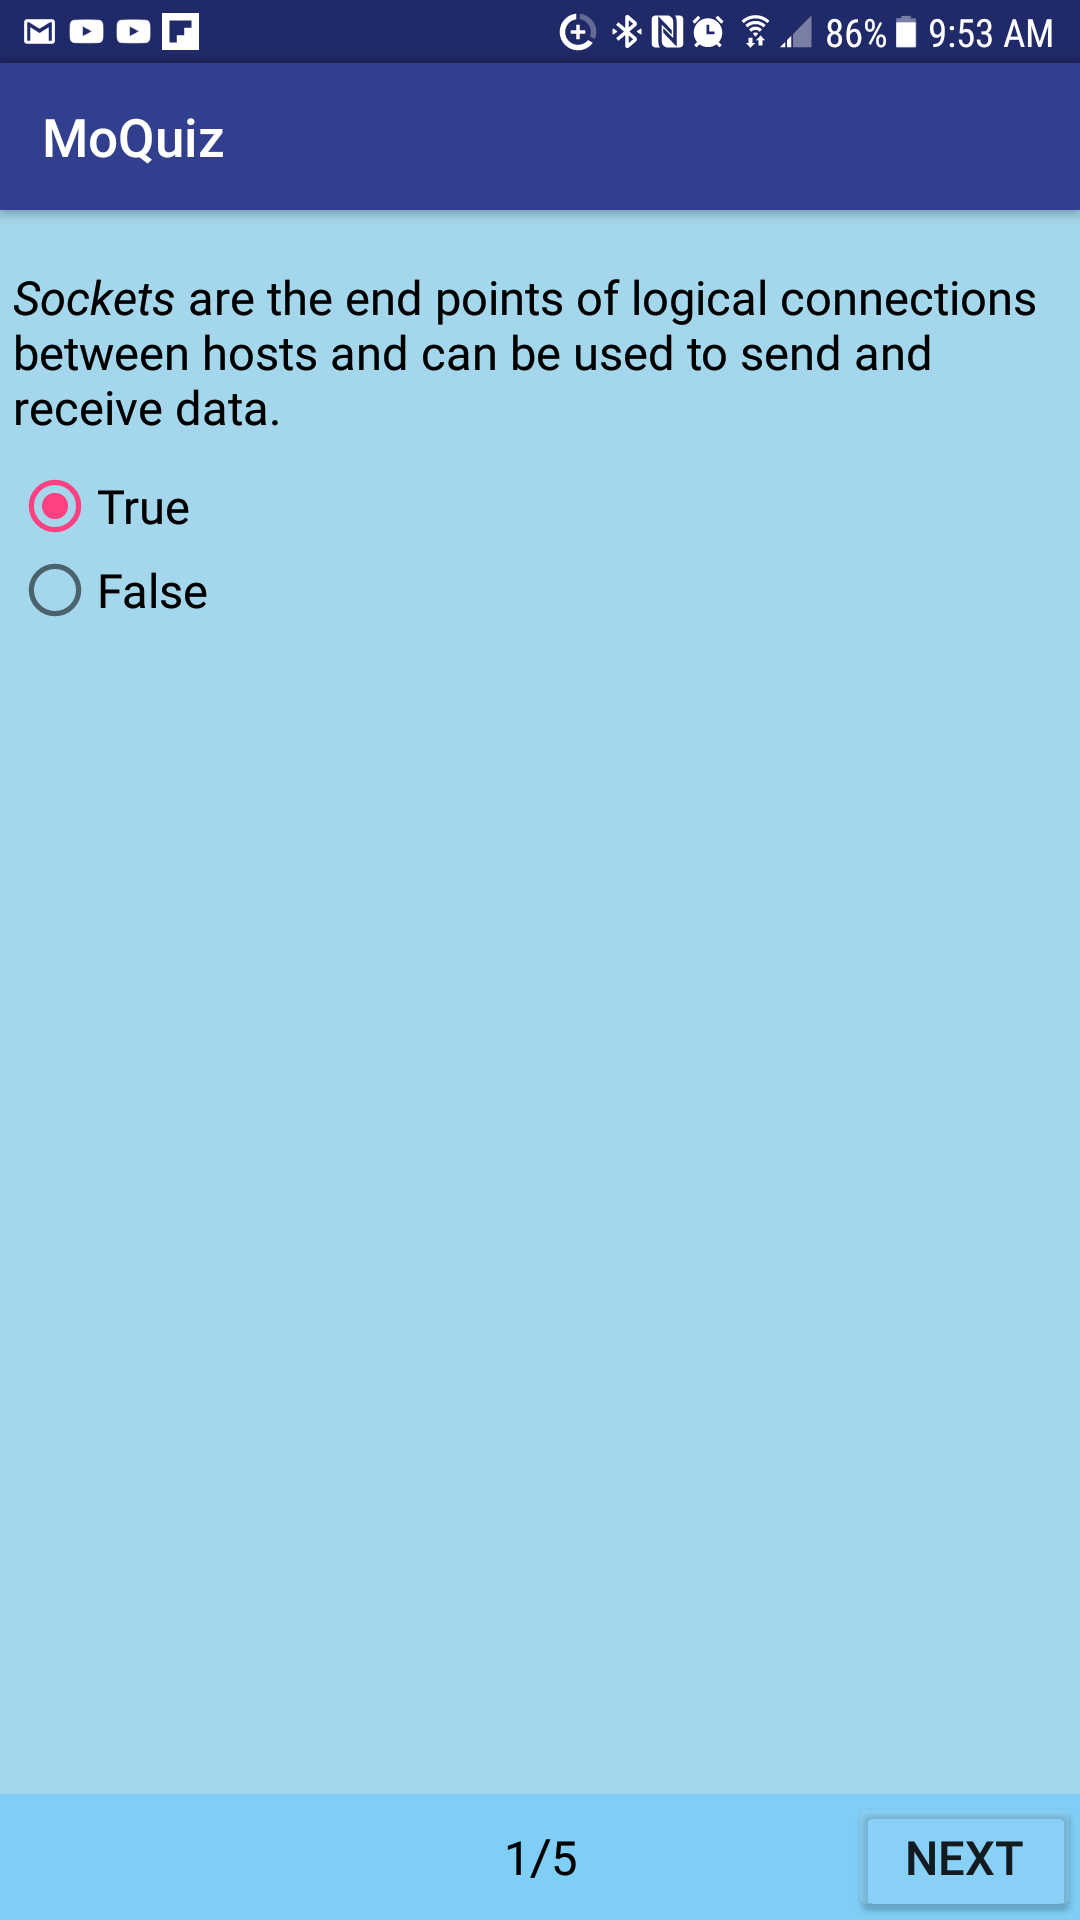 86% 9:53 AM
MoQuiz
Sockets are the end points of logical connections
between hosts and can be used to send and
receive data.
True
False
1/5
NEXT